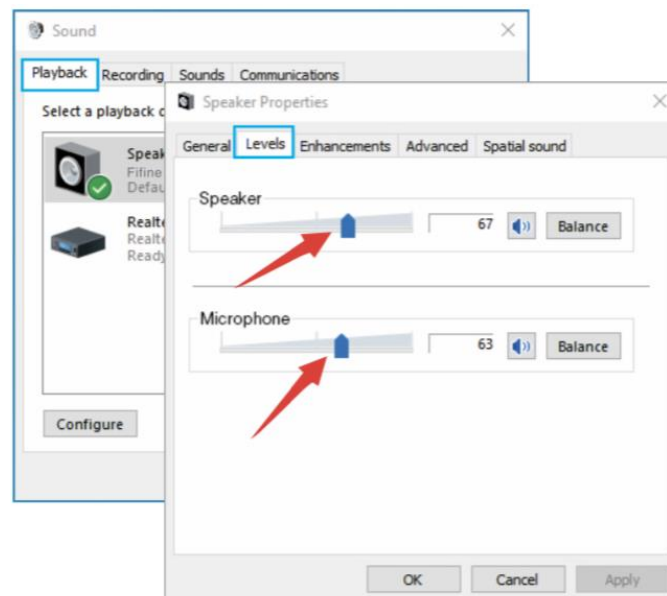 Sound
Playback Recording Sounds Communications
Select a playback
Speak
Fifine
Defau
Realte
Realte
Ready
Configure
Speaker Properties
General Levels Enhancements Advanced Spatial sound
Speaker
67 Balance
Microphone
63 Balance
OK Cancel Apply